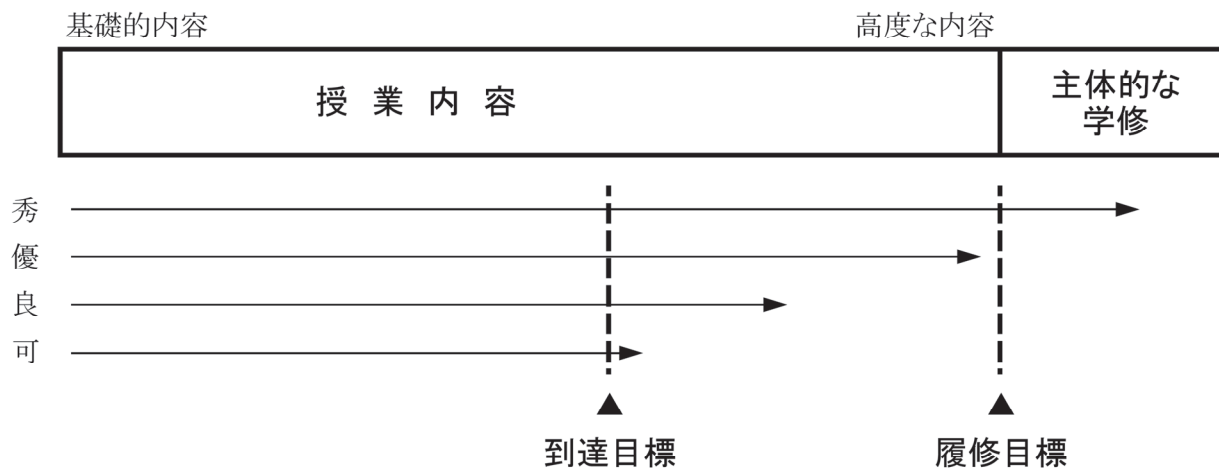 基礎的内容
高度な内容
授業内容
主体的な
学修
秀
優
良
可
到達目標
履修目標